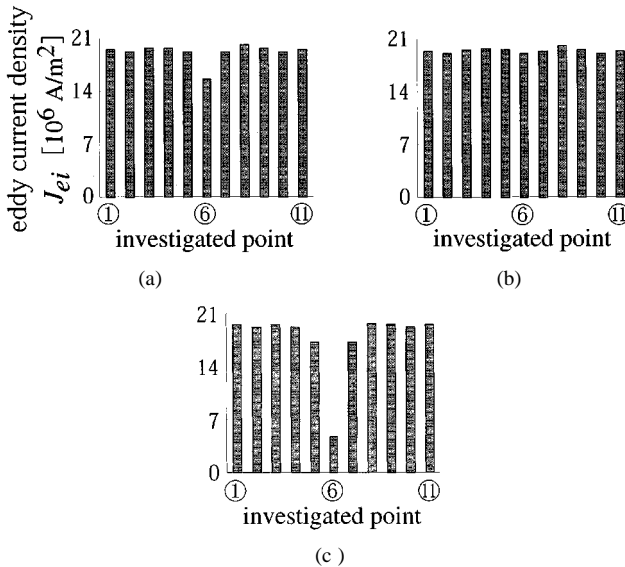 eddy current density
J_ei [10^6 A/m^2]
21
14
7
0
① ⑥ ⑪
investigated point
(a)
21
14
7
0
① ⑥ ⑪
investigated point
(b)
21
14
7
0
① ⑥ ⑪
investigated point
(c )